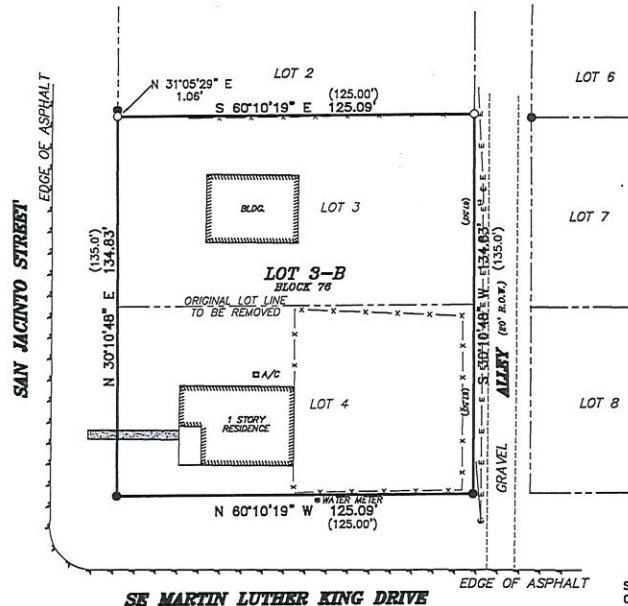 LOT 2
LOT 6
N 31°05'29" E
1.06'
(125.00')
S 60°10'19" E 125.09'
EDGE OF ASPHALT
SAN JACINTO STREET
(135.0')
N 30°10'48" E 134.83'
BLDG.
LOT 3
LOT 7
LOT 3-B
BLOCK 76
ORIGINAL LOT LINE
TO BE REMOVED
S 30°10'48" W 134.83'
(135.0')
ALLEY (20' R.O.W.)
GRAVEL
A/C
1 STORY
RESIDENCE
LOT 4
LOT 8
WATER METER
N 60°10'19" W 125.09'
(125.00')
EDGE OF ASPHALT
SE MARTIN LUTHER KING DRIVE